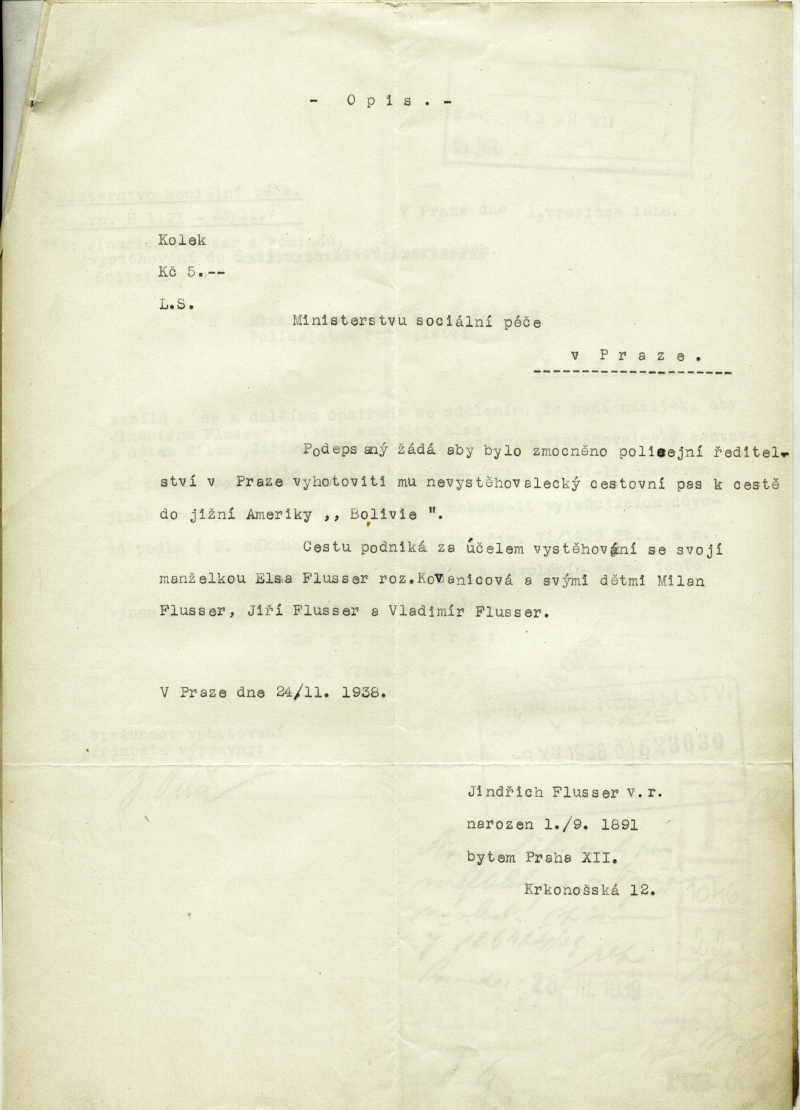 - O p i s . -
Kolek
Kč 5.--
L.S.
Ministerstvu sociální péče
v P r a z e .
Podepsaný žádá aby bylo zmocněno policejní ředitel-
ství v Praze vyhotoviti mu nevystěhovalecký cestovní pas k cestě
do jižní Ameriky ,, Bolivie ".
Cestu podniká za účelem vystěhování se svojí
manželkou Elsa Flusser roz.Kovanicová a svými dětmi Milan
Flusser, Jiří Flusser a Vladimír Flusser.
V Praze dne 24/11. 1938.
Jindřich Flusser v.r.
narozen 1./9. 1891
bytem Praha XII.
Krkonošská 12.